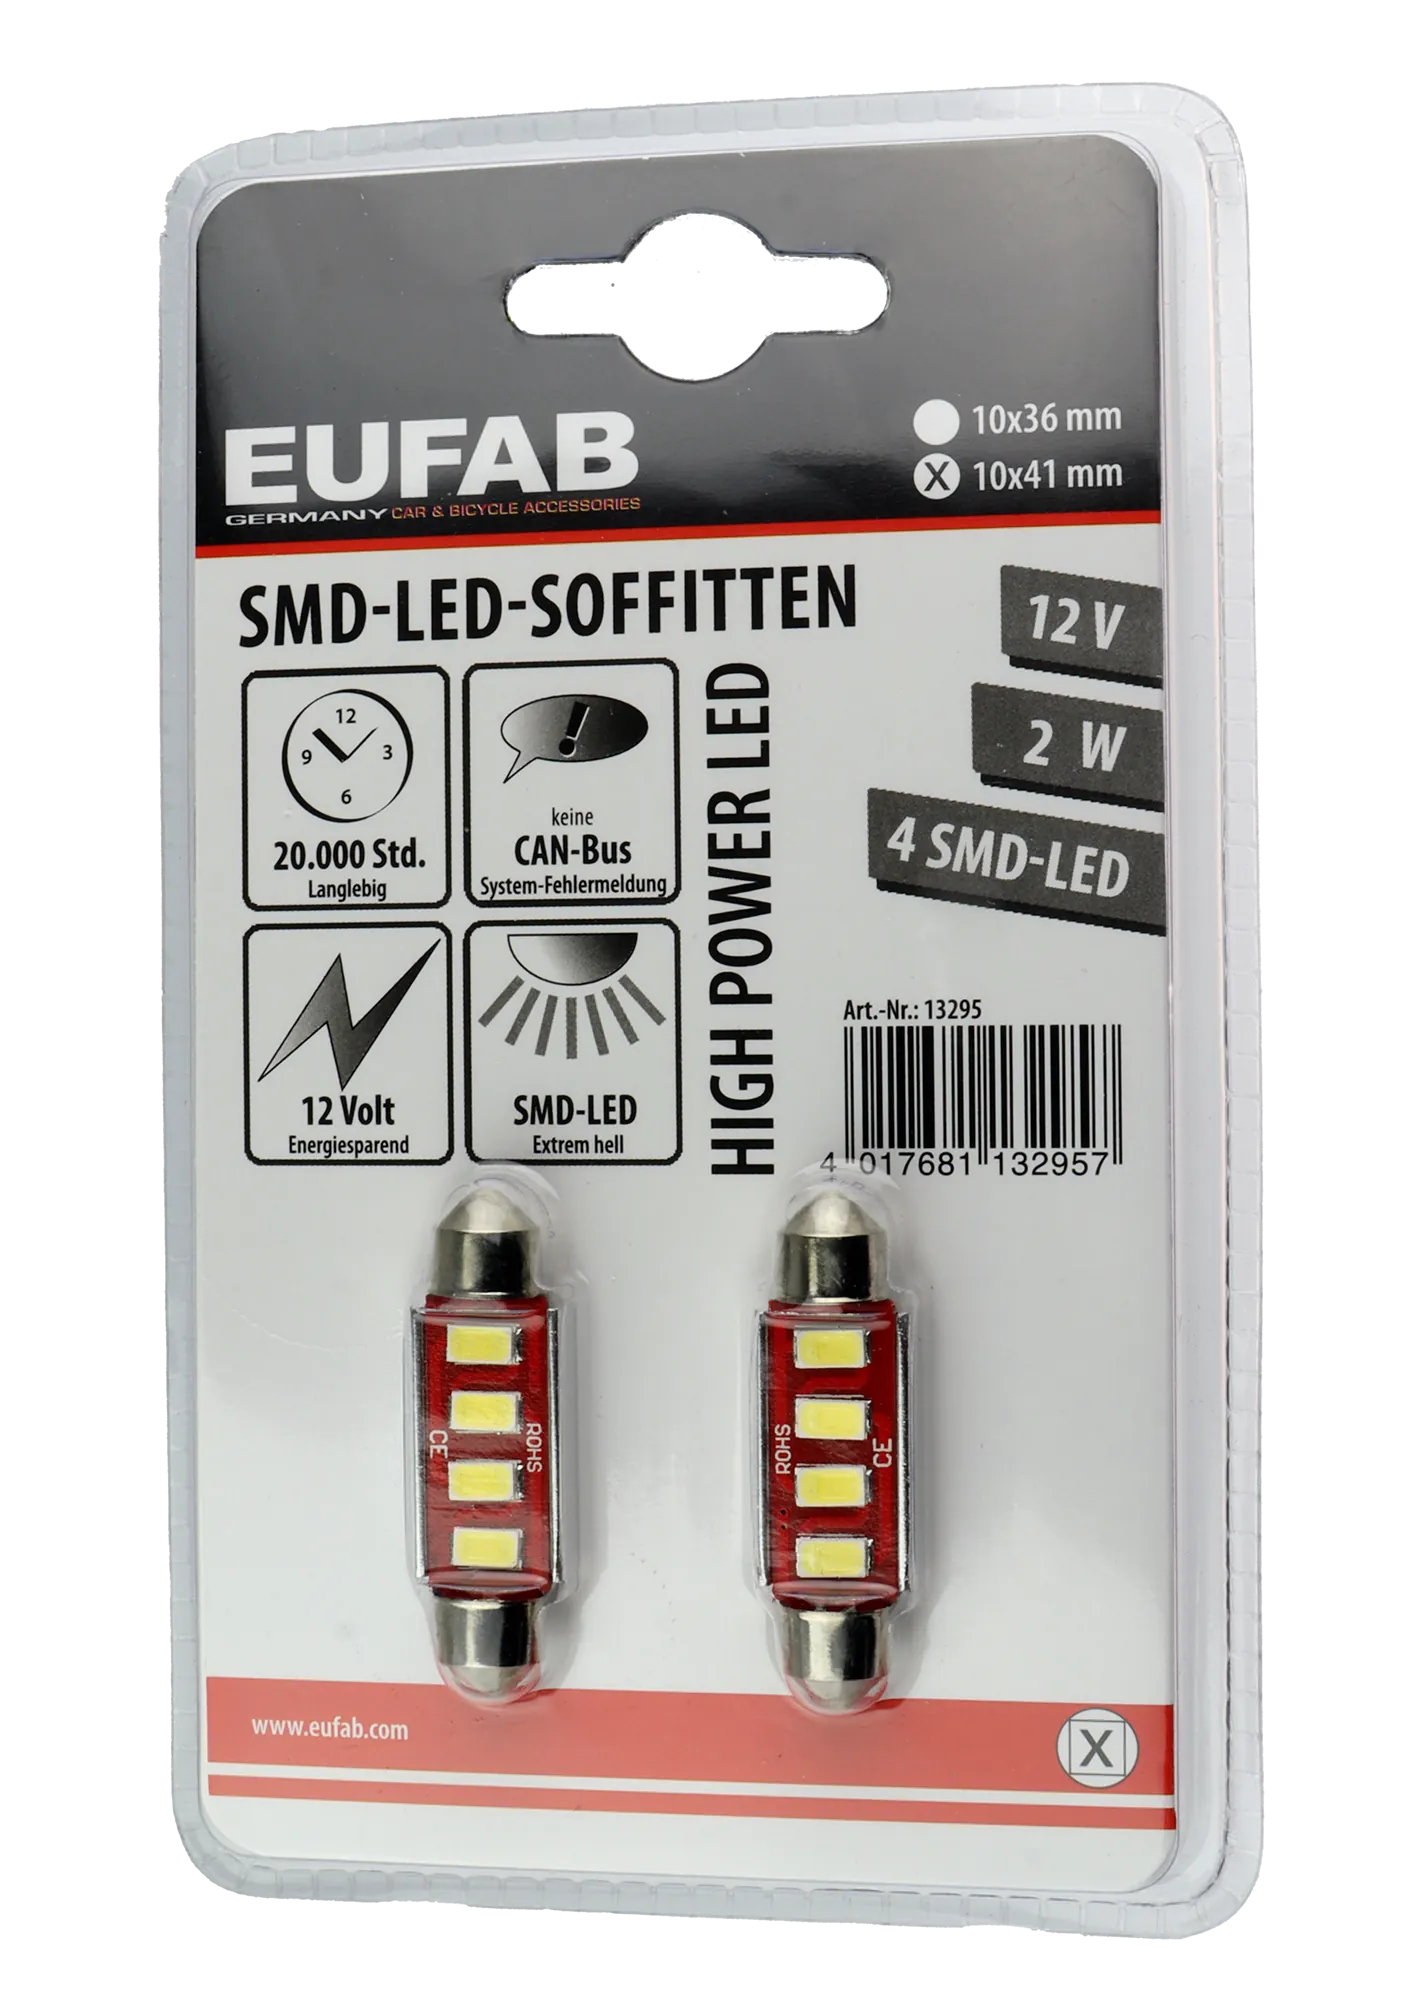 EUFAB
GERMANY CAR & BICYCLE ACCESSORIES
10x36 mm
X 10x41 mm
SMD-LED-SOFFITTEN
12 V
2 W
4 SMD-LED
HIGH POWER LED
12
9
3
6
20.000 Std.
Langlebig
!
keine
CAN-Bus
System-Fehlermeldung
12 Volt
Energiesparend
SMD-LED
Extrem hell
Art.-Nr.: 13295
4 017681 132957
CE
ROHS
ROHS
CE
www.eufab.com
X